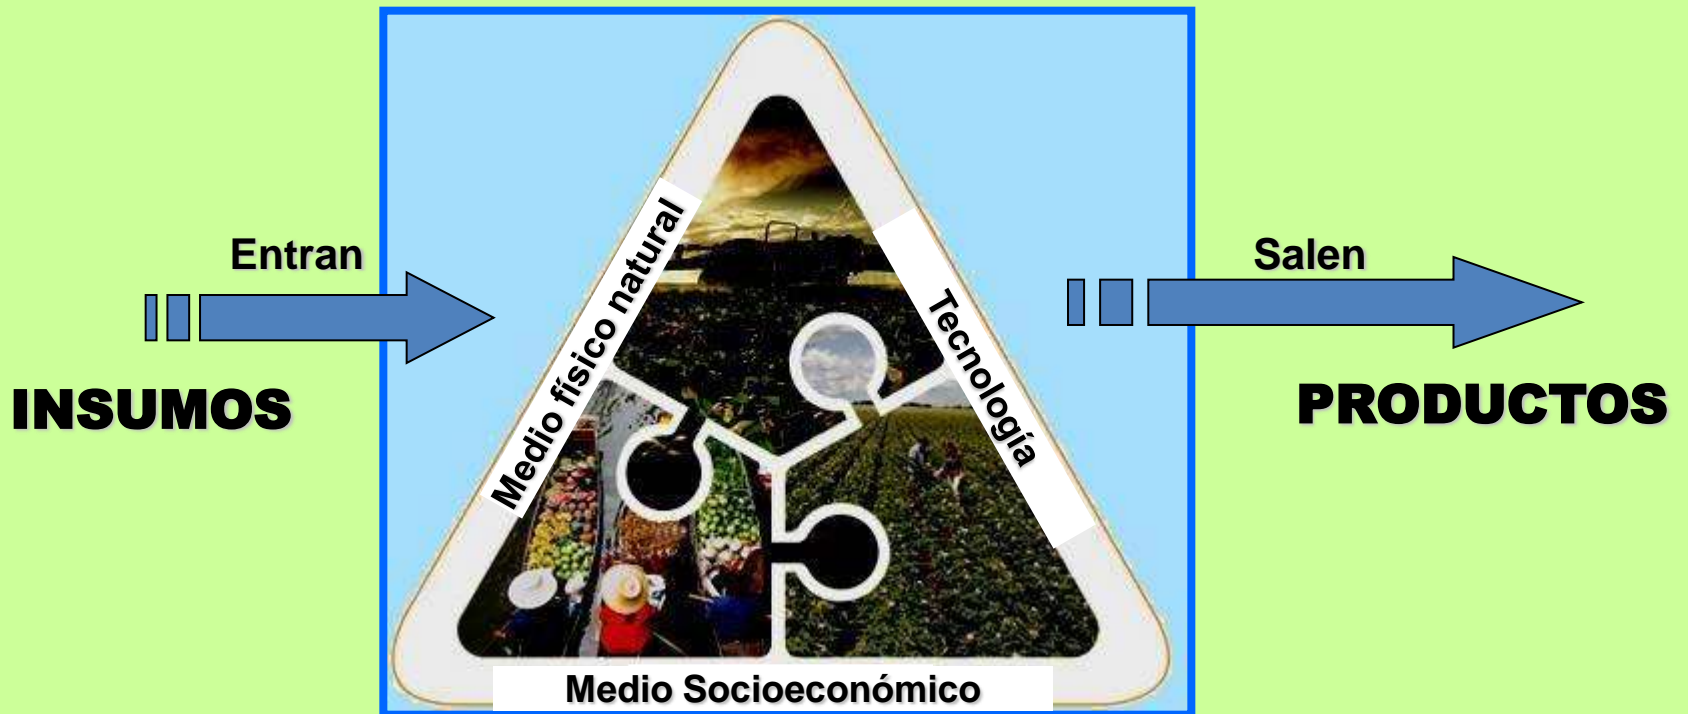 Entran
INSUMOS
Medio físico natural
Tecnología
Medio Socioeconómico
Salen
PRODUCTOS